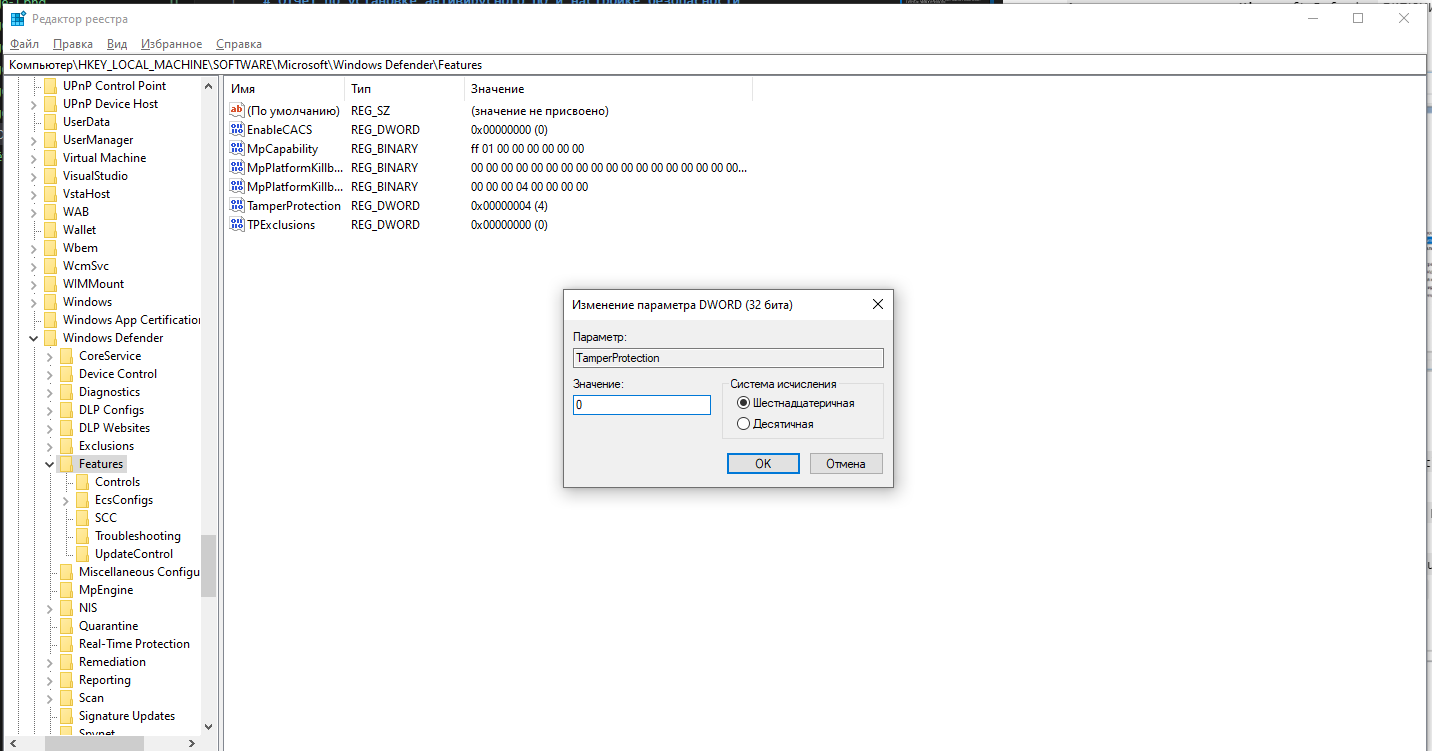 # Отчет по установке антивирусного ПО и настройке безопасности
Редактор реестра
Файл Правка Вид Избранное Справка
Компьютер\HKEY_LOCAL_MACHINE\SOFTWARE\Microsoft\Windows Defender\Features
UPnP Control Point
UPnP Device Host
UserData
UserManager
Virtual Machine
VisualStudio
VstaHost
WAB
Wallet
Wbem
WcmSvc
WIMMount
Windows
Windows App Certification
Windows Defender
CoreService
Device Control
Diagnostics
DLP Configs
DLP Websites
Exclusions
Features
Controls
EcsConfigs
SCC
Troubleshooting
UpdateControl
Miscellaneous Configu
MpEngine
NIS
Quarantine
Real-Time Protection
Remediation
Reporting
Scan
Signature Updates
Spynet
Имя Тип Значение
(По умолчанию) REG_SZ (значение не присвоено)
EnableCACS REG_DWORD 0x00000000 (0)
MpCapability REG_BINARY ff 01 00 00 00 00 00 00
MpPlatformKillb... REG_BINARY 00 00 00 00 00 00 00 00 00 00 00 00 00 00 00 00 00 00...
MpPlatformKillb... REG_BINARY 00 00 00 04 00 00 00 00
TamperProtection REG_DWORD 0x00000004 (4)
TPExclusions REG_DWORD 0x00000000 (0)
Изменение параметра DWORD (32 бита)
Параметр:
TamperProtection
Значение:
0
Система исчисления
Шестнадцатеричная
Десятичная
OK Отмена